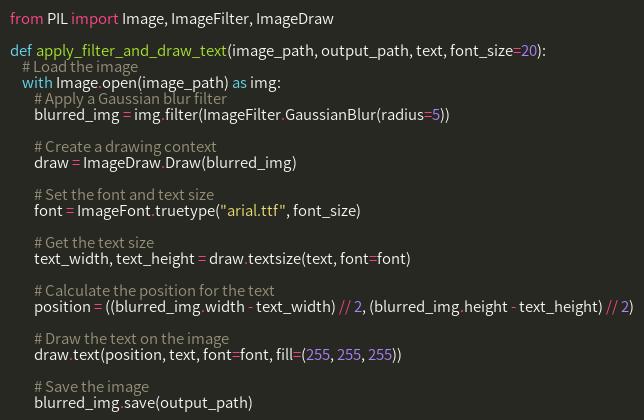 from PIL import Image, ImageFilter, ImageDraw

def apply_filter_and_draw_text(image_path, output_path, text, font_size=20):
    # Load the image
    with Image.open(image_path) as img:
        # Apply a Gaussian blur filter
        blurred_img = img.filter(ImageFilter.GaussianBlur(radius=5))

        # Create a drawing context
        draw = ImageDraw.Draw(blurred_img)

        # Set the font and text size
        font = ImageFont.truetype("arial.ttf", font_size)

        # Get the text size
        text_width, text_height = draw.textsize(text, font=font)

        # Calculate the position for the text
        position = ((blurred_img.width - text_width) // 2, (blurred_img.height - text_height) // 2)

        # Draw the text on the image
        draw.text(position, text, font=font, fill=(255, 255, 255))

        # Save the image
        blurred_img.save(output_path)